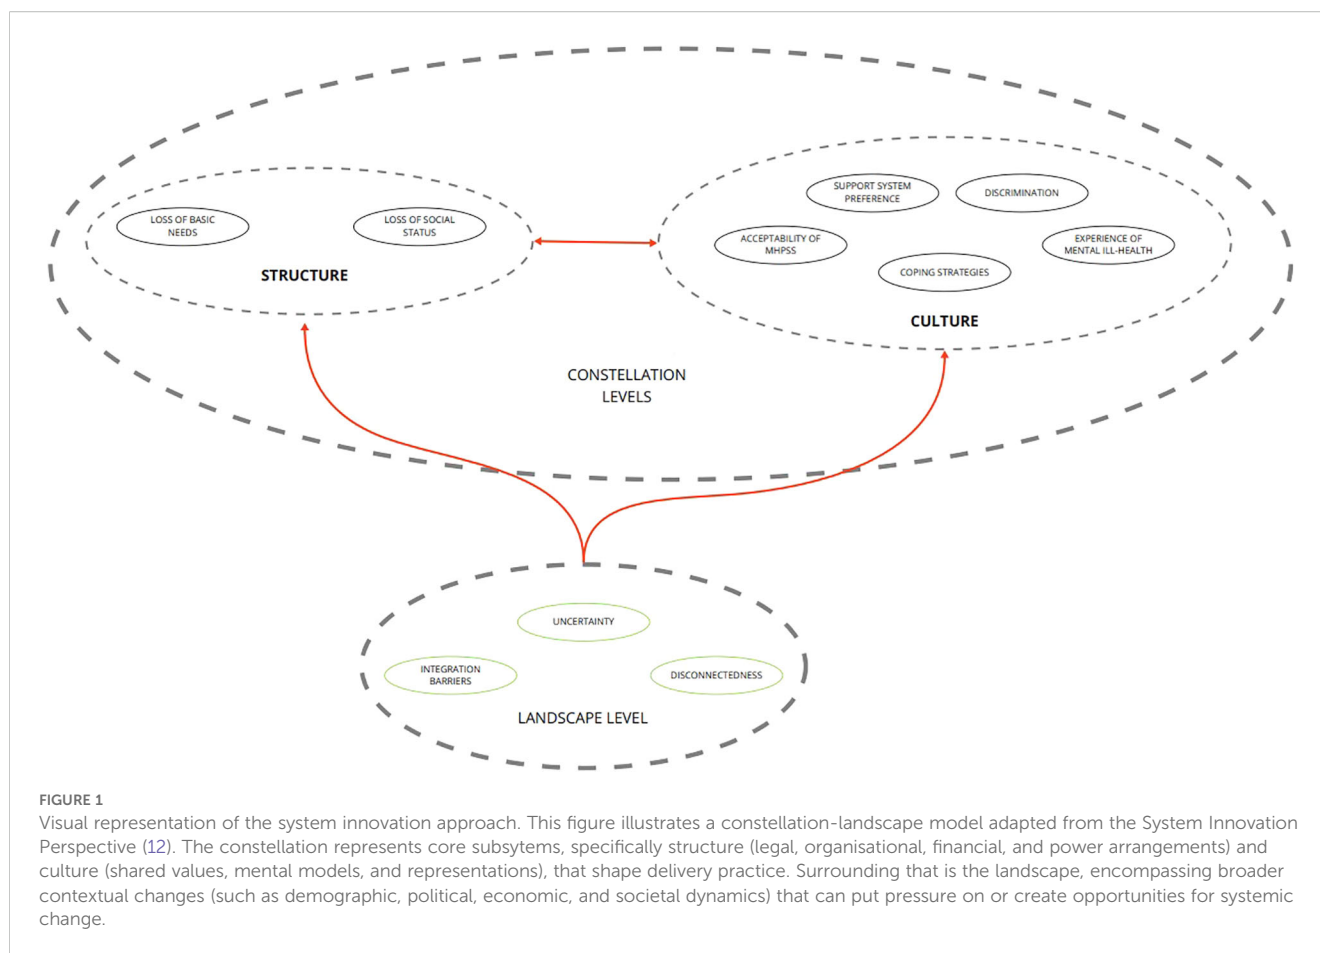 LOSS OF BASIC
NEEDS
LOSS OF SOCIAL
STATUS
STRUCTURE
SUPPORT SYSTEM
PREFERENCE
DISCRIMINATION
ACCEPTABILITY OF
MHPSS
EXPERIENCE OF
MENTAL ILL-HEALTH
COPING STRATEGIES
CULTURE
CONSTELLATION
LEVELS
UNCERTAINTY
INTEGRATION
BARRIERS
DISCONNECTEDNESS
LANDSCAPE LEVEL
FIGURE 1
Visual representation of the system innovation approach. This figure illustrates a constellation-landscape model adapted from the System Innovation
Perspective (12). The constellation represents core subsytems, specifically structure (legal, organisational, financial, and power arrangements) and
culture (shared values, mental models, and representations), that shape delivery practice. Surrounding that is the landscape, encompassing broader
contextual changes (such as demographic, political, economic, and societal dynamics) that can put pressure on or create opportunities for systemic
change.